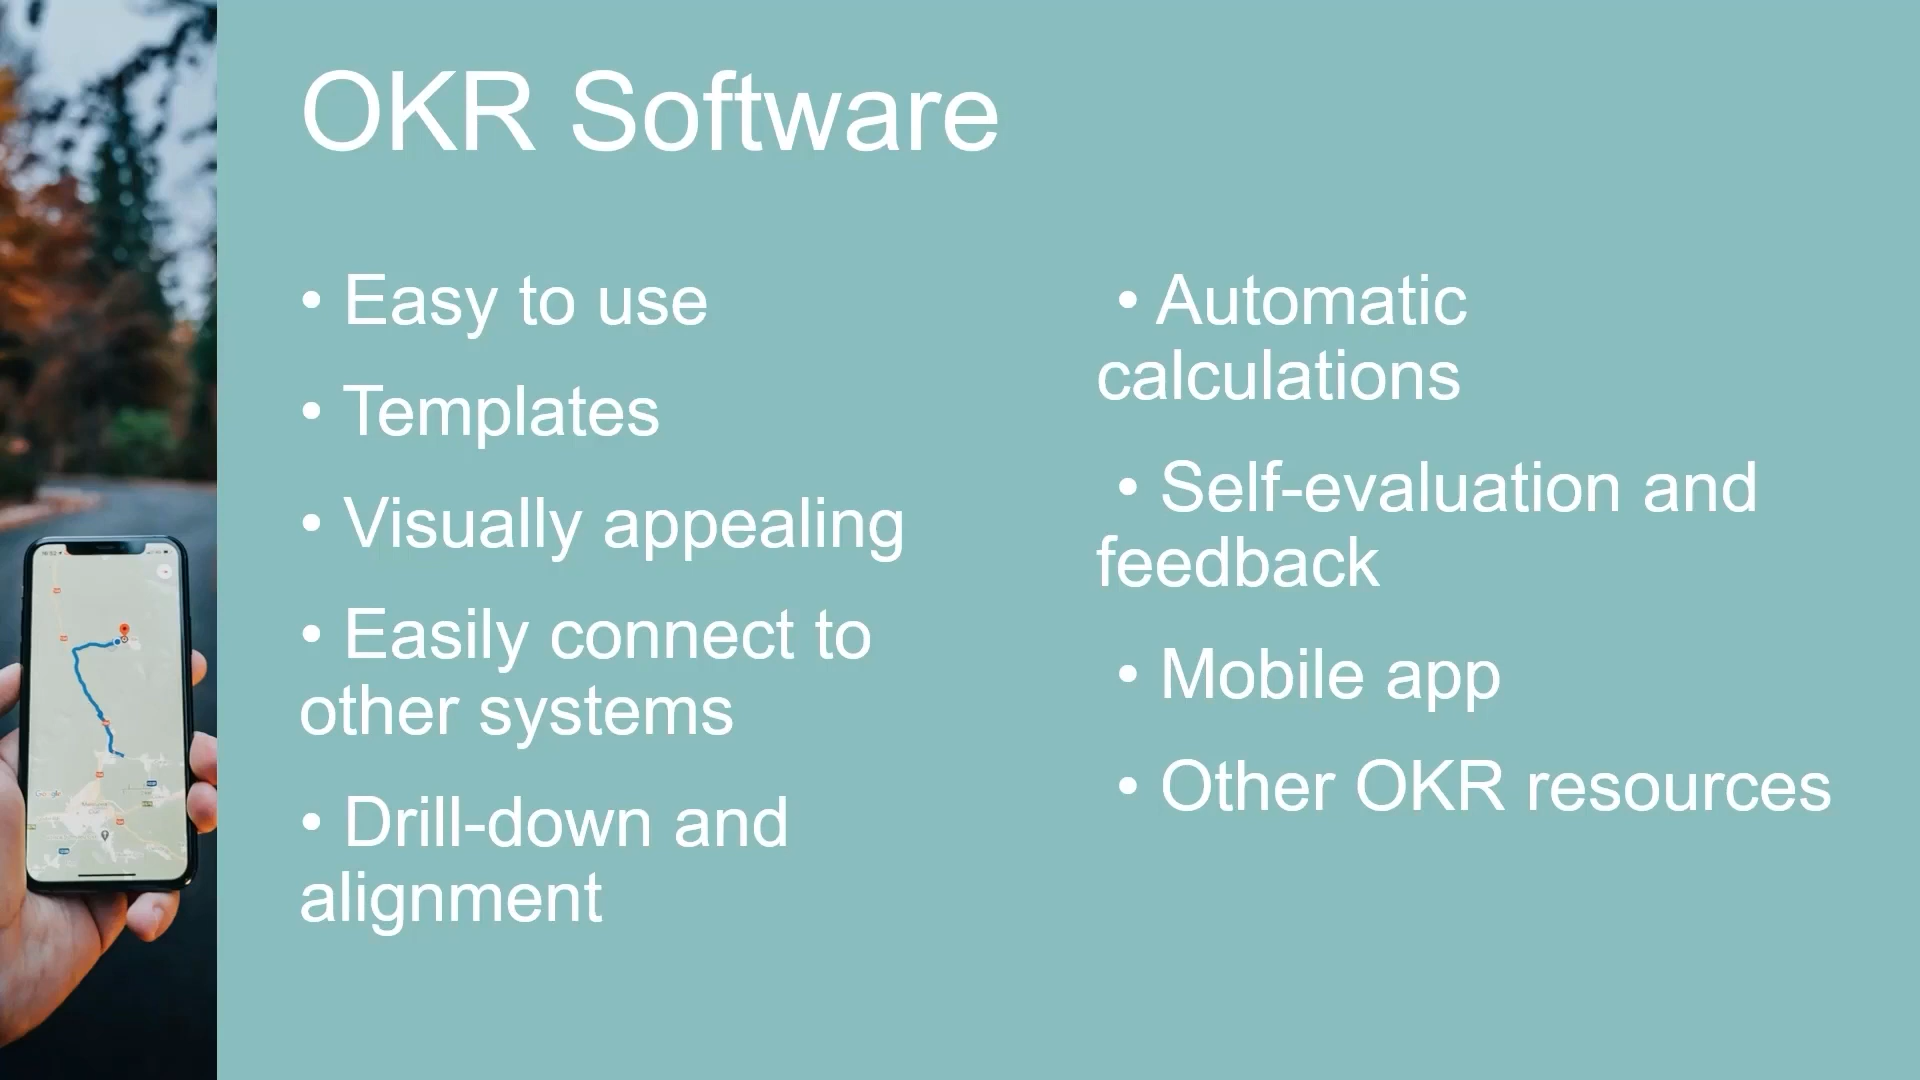 OKR Software
• Easy to use
• Templates
• Visually appealing
• Easily connect to
other systems
• Drill-down and
alignment
• Automatic
calculations
• Self-evaluation and
feedback
• Mobile app
• Other OKR resources